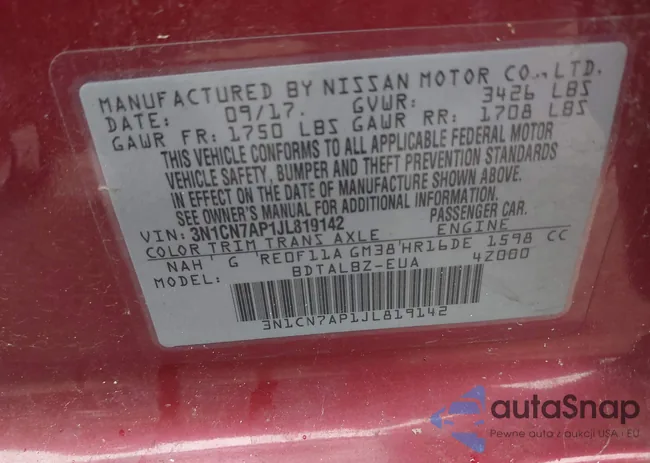 MANUFACTURED BY NISSAN MOTOR CO., LTD.
DATE: 09/17. GVWR: 3426 LBS
GAWR FR: 1750 LBS GAWR RR: 1708 LBS
THIS VEHICLE CONFORMS TO ALL APPLICABLE FEDERAL MOTOR
VEHICLE SAFETY, BUMPER AND THEFT PREVENTION STANDARDS
IN EFFECT ON THE DATE OF MANUFACTURE SHOWN ABOVE.
SEE OWNER'S MANUAL FOR ADDITIONAL INFORMATION.
VIN: 3N1CN7AP1JL819142 PASSENGER CAR.
COLOR TRIM TRANS AXLE ENGINE
NAH ' G 'RE0F11A GM38'HR16DE 1598 CC
MODEL: BDTALBZ-EUA 4Z000
3N1CN7AP1JL819142
autaSnap
Pewne auta z aukcji USA • EU